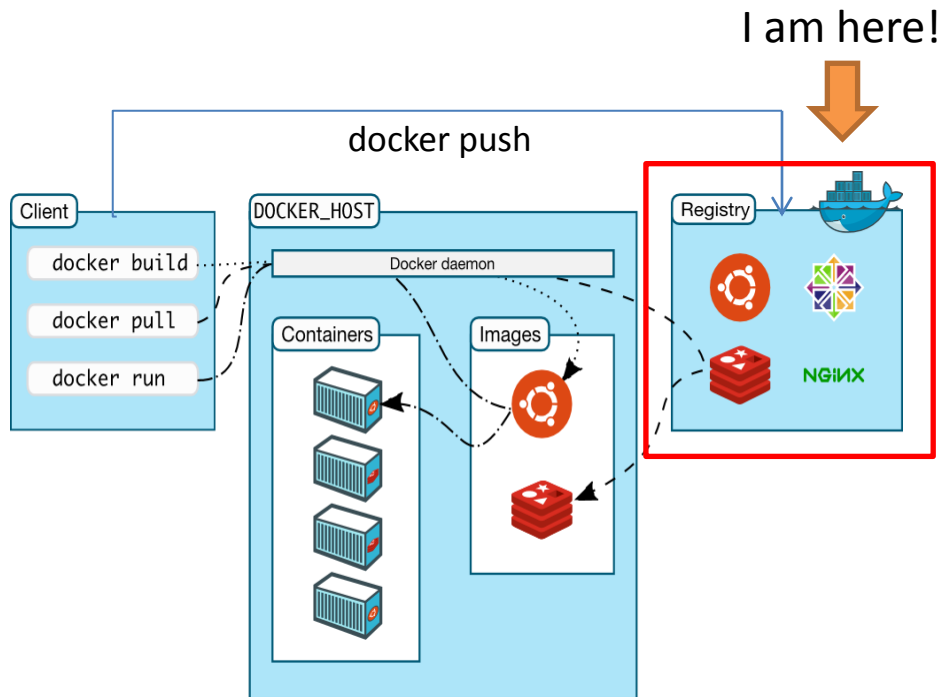 I am here!
docker push
Client
docker build
docker pull
docker run
DOCKER_HOST
Docker daemon
Containers
Images
Registry
NGiNX